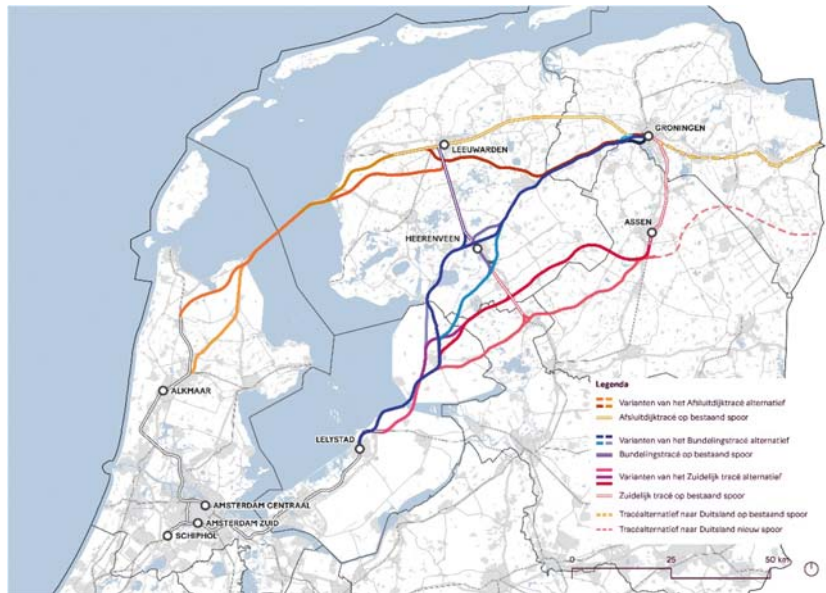 GRONINGEN
LEEUWARDEN
ASSEN
HEERENVEEN
ALKMAAR
LELYSTAD
AMSTERDAM CENTRAAL
AMSTERDAM ZUID
SCHIPHOL
Legenda
Varianten van het Afsluitdijktracé alternatief
Afsluitdijktracé op bestaand spoor
Varianten van het Bundelingstracé alternatief
Bundelingstracé op bestaand spoor
Varianten van het Zuidelijk tracé alternatief
Zuidelijk tracé op bestaand spoor
Tracéalternatief naar Duitsland op bestaand spoor
Tracéalternatief naar Duitsland nieuw spoor
0 25 50 km